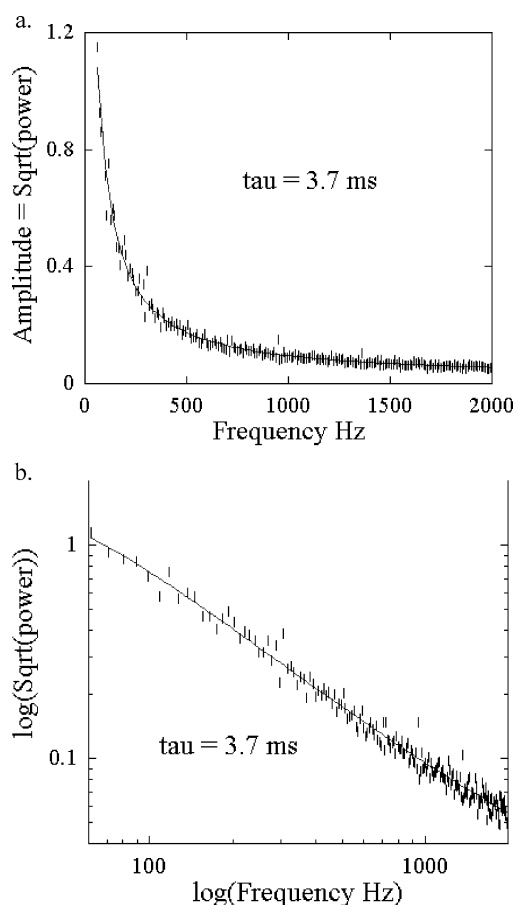 a.
1.2
0.8
0.4
0
Amplitude = Sqrt(power)
tau = 3.7 ms
0 500 1000 1500 2000
Frequency Hz
b.
1
0.1
log(Sqrt(power))
tau = 3.7 ms
100 1000
log(Frequency Hz)